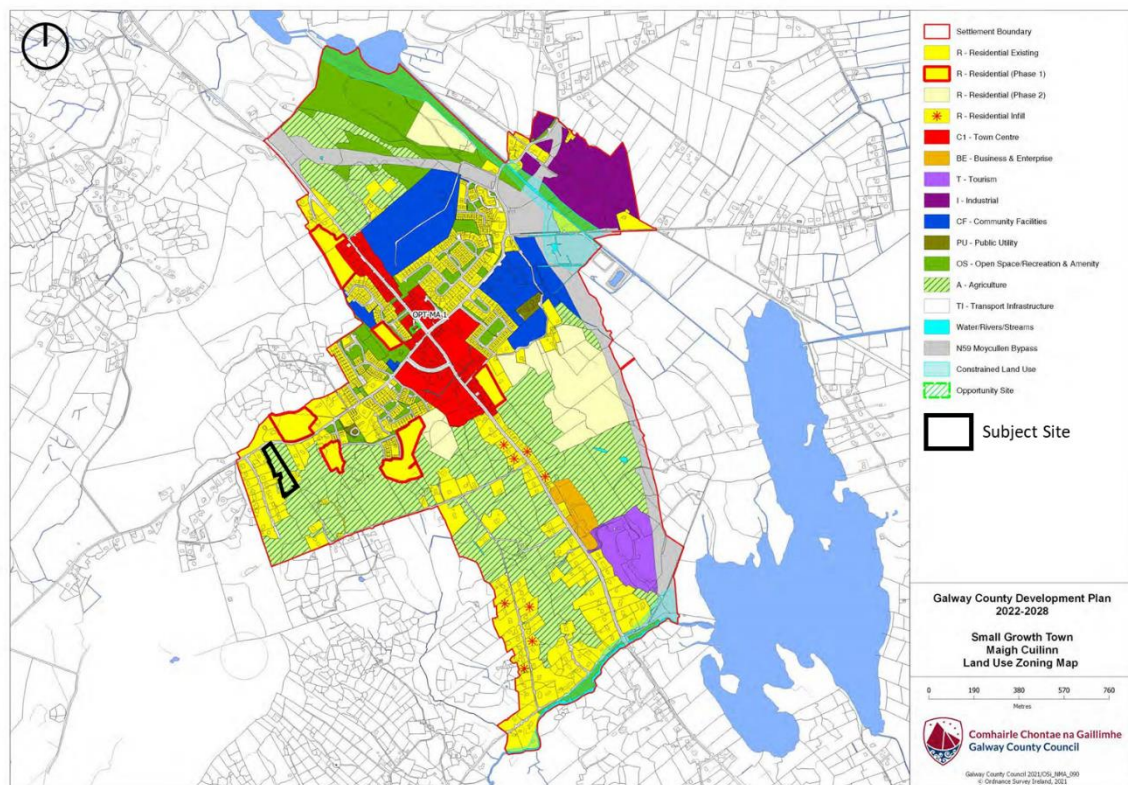 OPT-MA 1
Settlement Boundary
R - Residential Existing
R - Residential (Phase 1)
R - Residential (Phase 2)
R - Residential Infill
C1 - Town Centre
BE - Business & Enterprise
T - Tourism
I - Industrial
CF - Community Facilities
PU - Public Utility
OS - Open Space/Recreation & Amenity
A - Agriculture
TI - Transport Infrastructure
Water/Rivers/Streams
N59 Moycullen Bypass
Constrained Land Use
Opportunity Site
Subject Site
Galway County Development Plan
2022-2028
Small Growth Town
Maigh Cuilinn
Land Use Zoning Map
0 190 380 570 760
Metres
Comhairle Chontae na Gaillimhe
Galway County Council
Galway County Council 2021/OSi_NMA_090
© Ordnance Survey Ireland, 2021